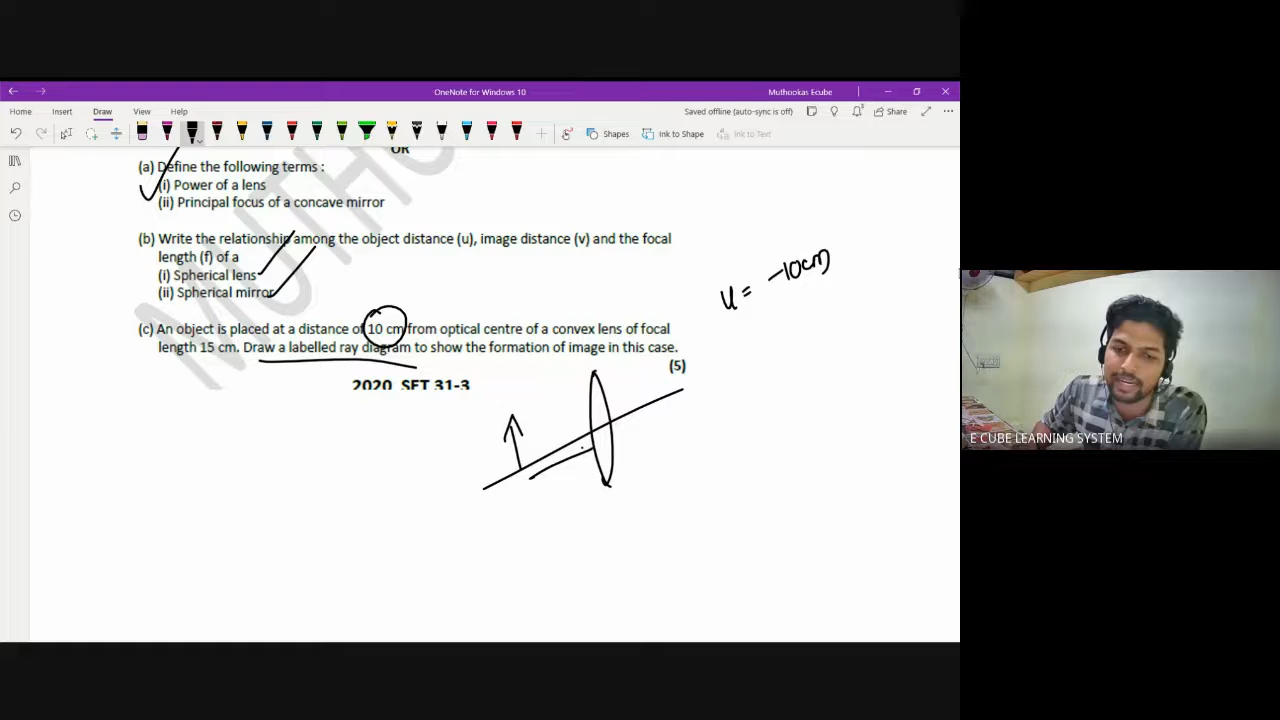 OneNote for Windows 10
Muthookas Ecube
Home Insert Draw View Help
Saved offline (auto-sync is off)
Share
Shapes
Ink to Shape
Ink to Text
OR
(a) Define the following terms :
(i) Power of a lens
(ii) Principal focus of a concave mirror
(b) Write the relationship among the object distance (u), image distance (v) and the focal
length (f) of a
(i) Spherical lens
(ii) Spherical mirror
(c) An object is placed at a distance of 10 cm from optical centre of a convex lens of focal
length 15 cm. Draw a labelled ray diagram to show the formation of image in this case.
(5)
2020 SET 31-3
u = -10cm
E CUBE LEARNING SYSTEM